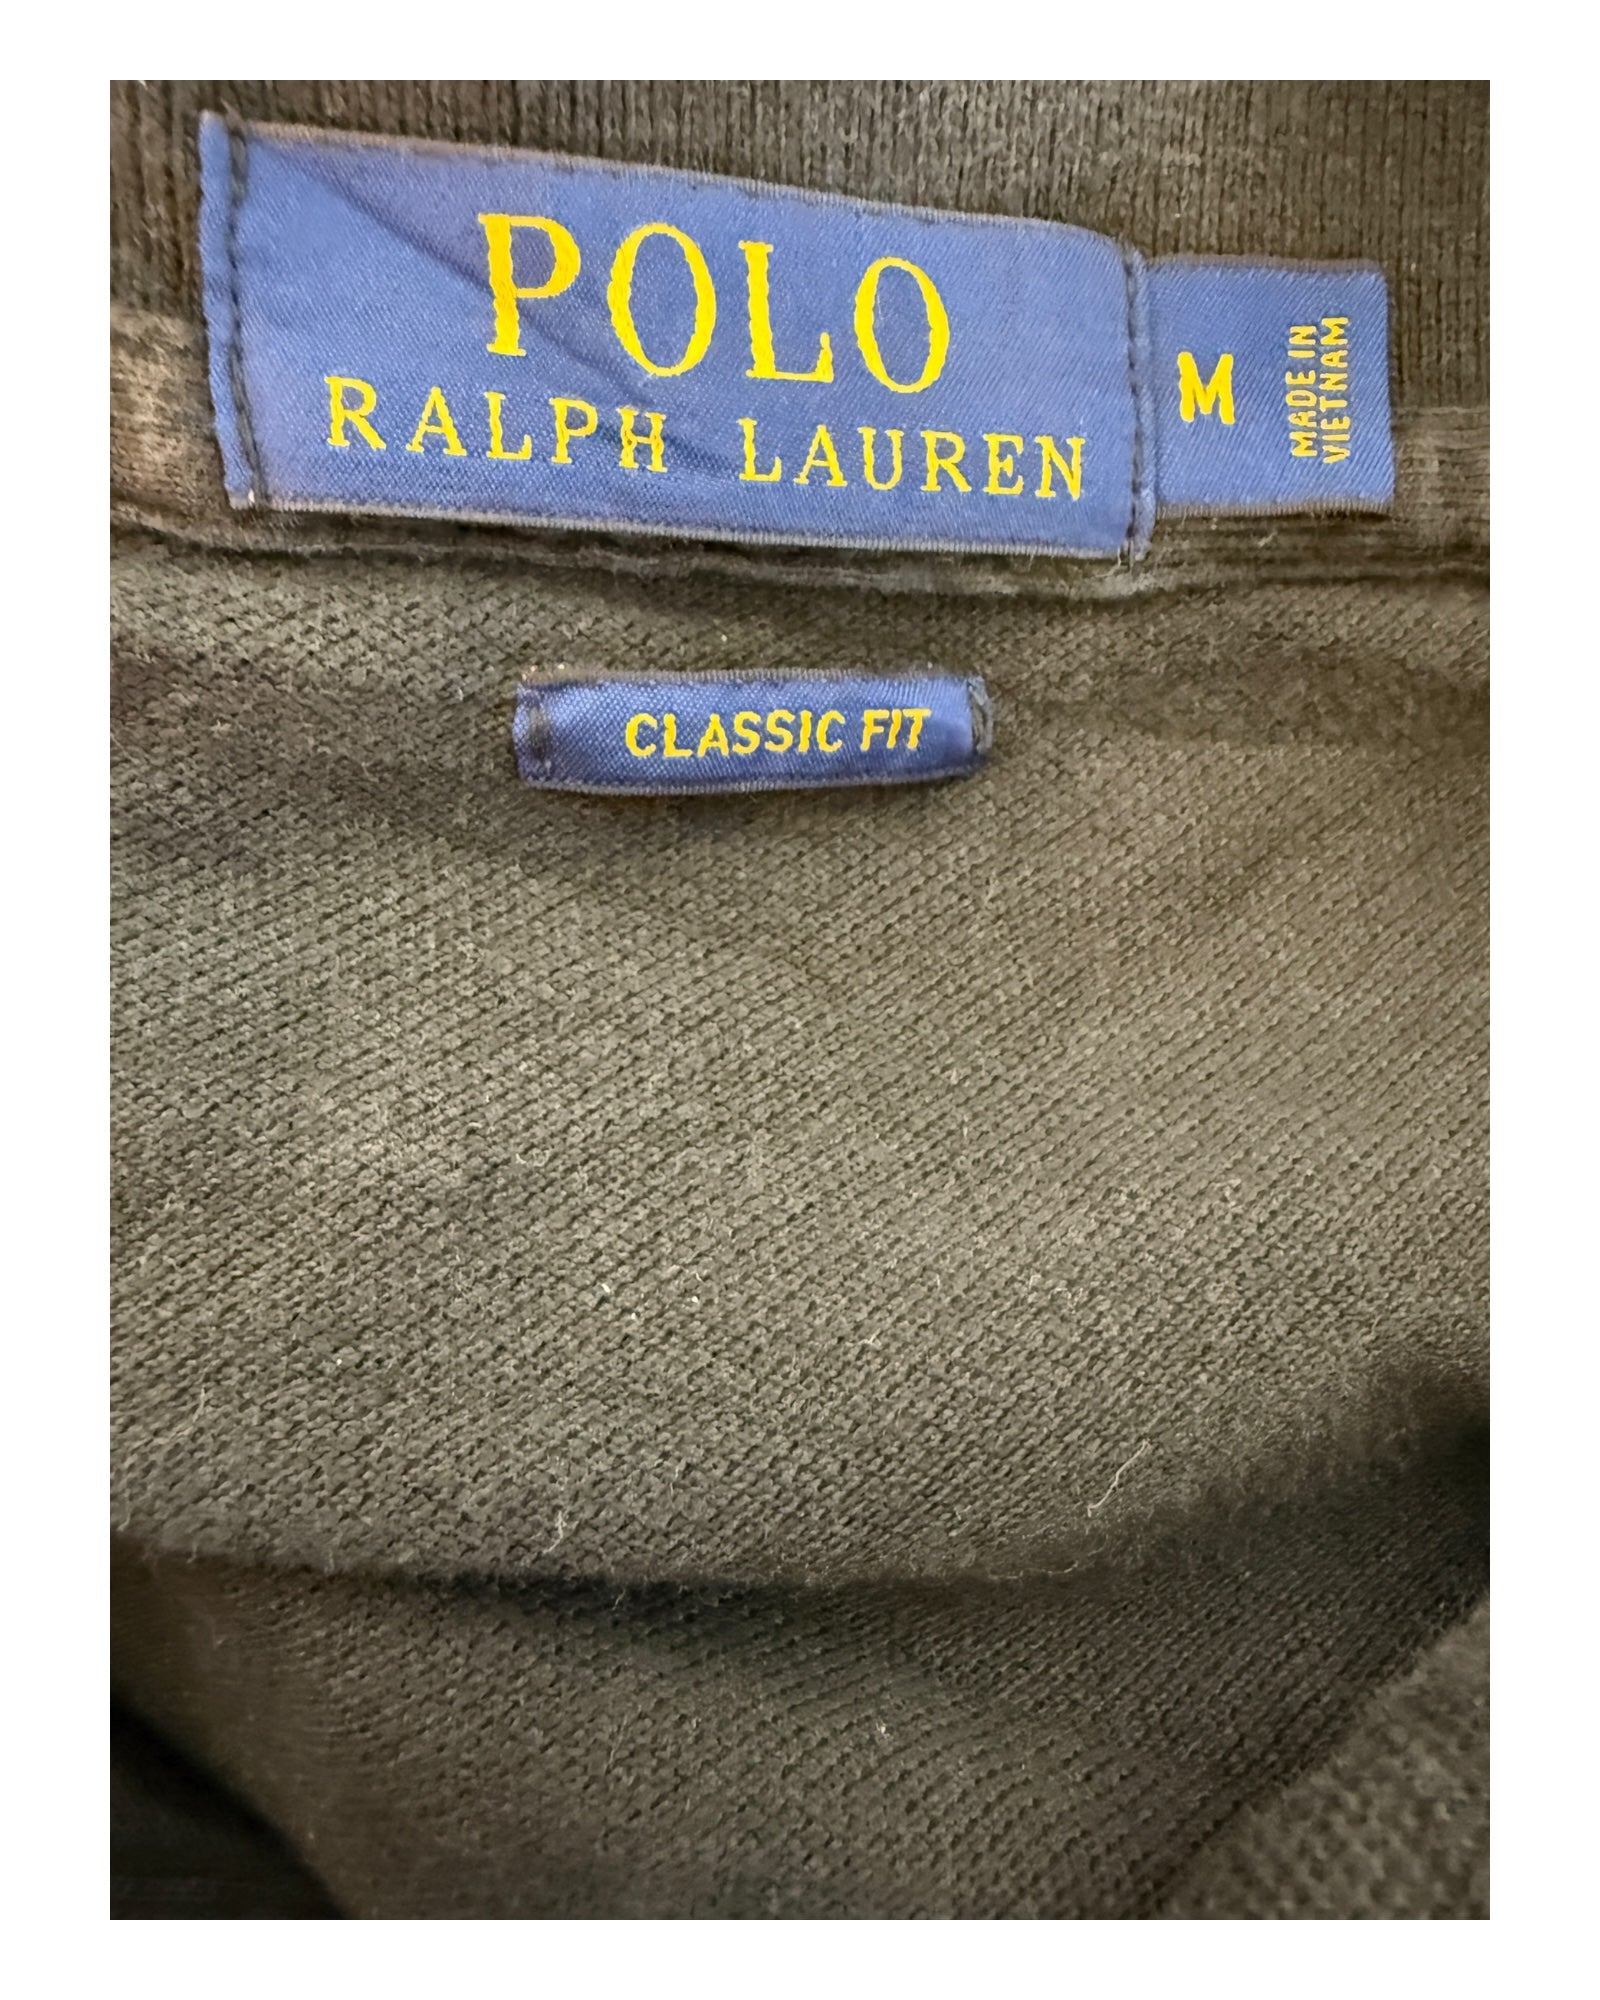 POLO
RALPH LAUREN
M
MADE IN
VIETNAM
CLASSIC FIT